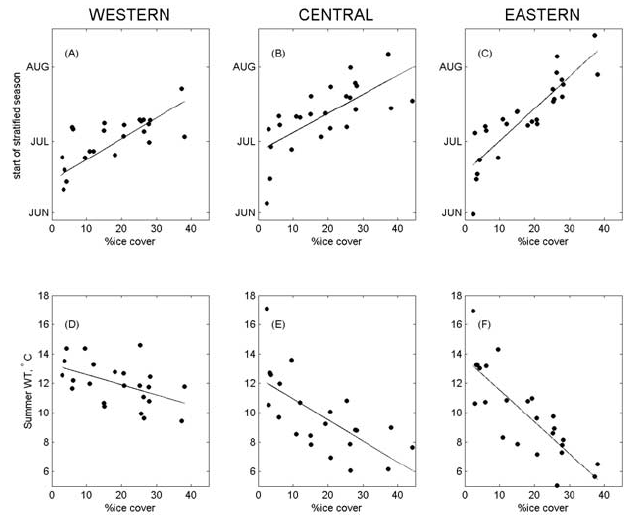 WESTERN CENTRAL EASTERN
(A) (B) (C)
start of stratified season
AUG AUG AUG
JUL JUL JUL
JUN JUN JUN
0 10 20 30 40 0 10 20 30 40 0 10 20 30 40
%ice cover %ice cover %ice cover
(D) (E) (F)
Summer WT, °C
18 18 18
16 16 16
14 14 14
12 12 12
10 10 10
8 8 8
6 6 6
0 10 20 30 40 0 10 20 30 40 0 10 20 30 40
%ice cover %ice cover %ice cover